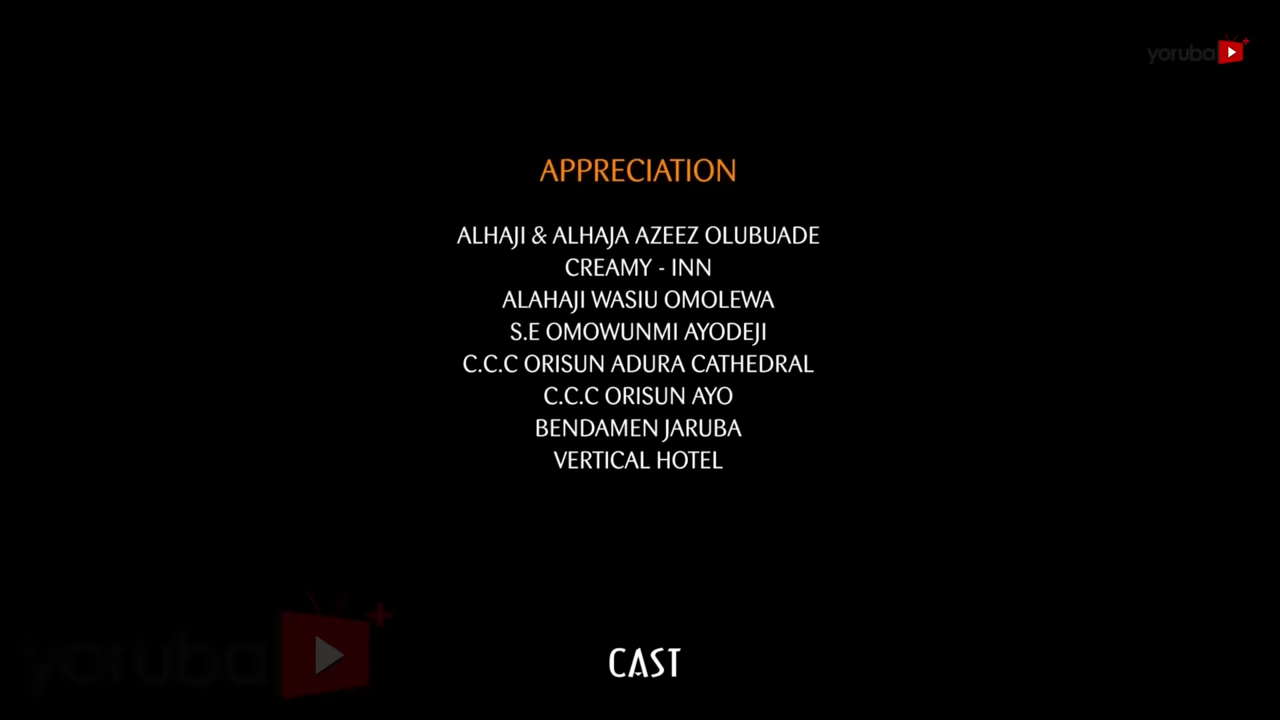 yoruba
APPRECIATION
ALHAJI & ALHAJA AZEEZ OLUBUADE
CREAMY - INN
ALAHAJI WASIU OMOLEWA
S.E OMOWUNMI AYODEJI
C.C.C ORISUN ADURA CATHEDRAL
C.C.C ORISUN AYO
BENDAMEN JARUBA
VERTICAL HOTEL
yoruba
CAST